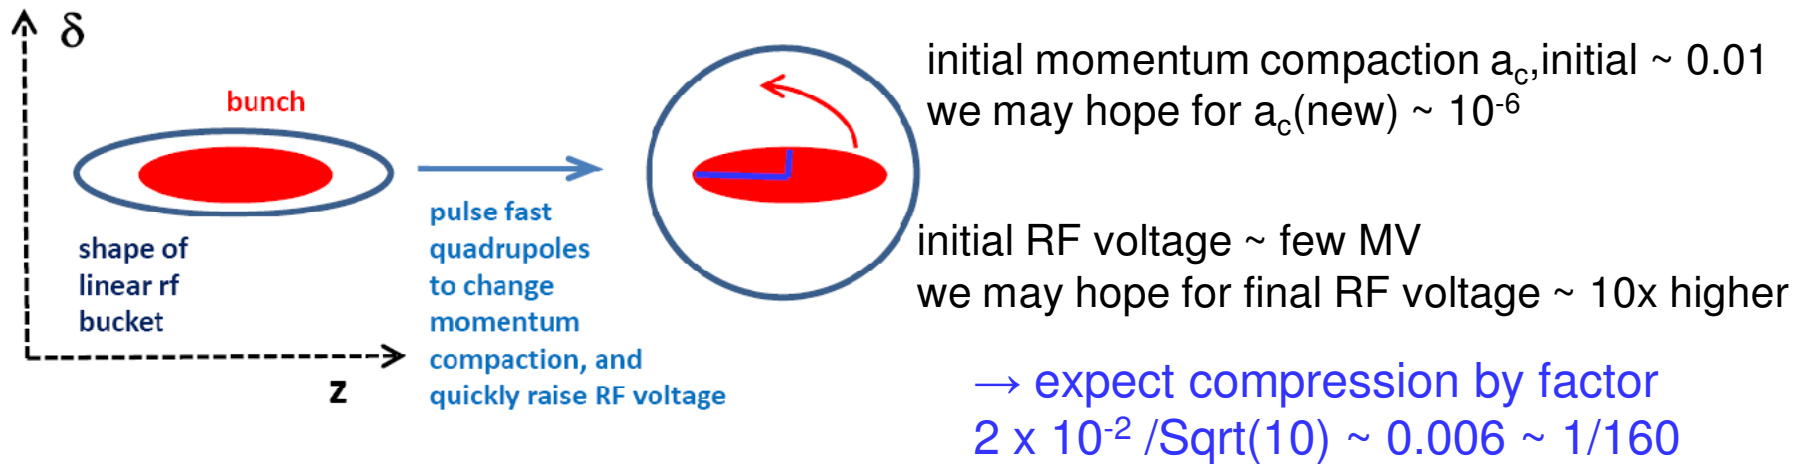 δ
bunch
shape of
linear rf
bucket
z
pulse fast
quadrupoles
to change
momentum
compaction, and
quickly raise RF voltage
initial momentum compaction a_c,initial ~ 0.01
we may hope for a_c(new) ~ 10⁻⁶
initial RF voltage ~ few MV
we may hope for final RF voltage ~ 10x higher
→ expect compression by factor
2 x 10⁻² /Sqrt(10) ~ 0.006 ~ 1/160